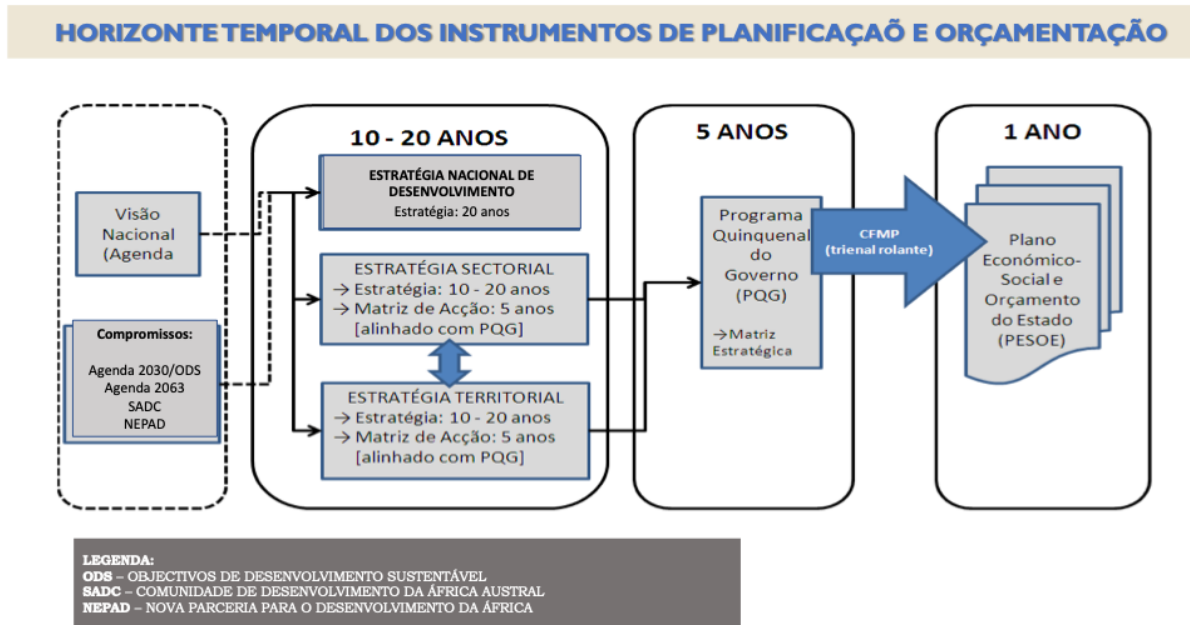 HORIZONTE TEMPORAL DOS INSTRUMENTOS DE PLANIFICAÇAÕ E ORÇAMENTAÇÃO
Visão
Nacional
(Agenda
Compromissos:
Agenda 2030/ODS
Agenda 2063
SADC
NEPAD
10 - 20 ANOS
ESTRATÉGIA NACIONAL DE
DESENVOLVIMENTO
Estratégia: 20 anos
ESTRATÉGIA SECTORIAL
→ Estratégia: 10 - 20 anos
→ Matriz de Acção: 5 anos
[alinhado com PQG]
ESTRATÉGIA TERRITORIAL
→ Estratégia: 10 - 20 anos
→ Matriz de Acção: 5 anos
[alinhado com PQG]
5 ANOS
Programa
Quinquenal
do
Governo
(PQG)
→Matriz
Estratégica
CFMP
(trienal rolante)
1 ANO
Plano
Económico-
Social e
Orçamento
do Estado
(PESOE)
LEGENDA:
ODS – OBJECTIVOS DE DESENVOLVIMENTO SUSTENTÁVEL
SADC – COMUNIDADE DE DESENVOLVIMENTO DA ÁFRICA AUSTRAL
NEPAD – NOVA PARCERIA PARA O DESENVOLVIMENTO DA ÁFRICA